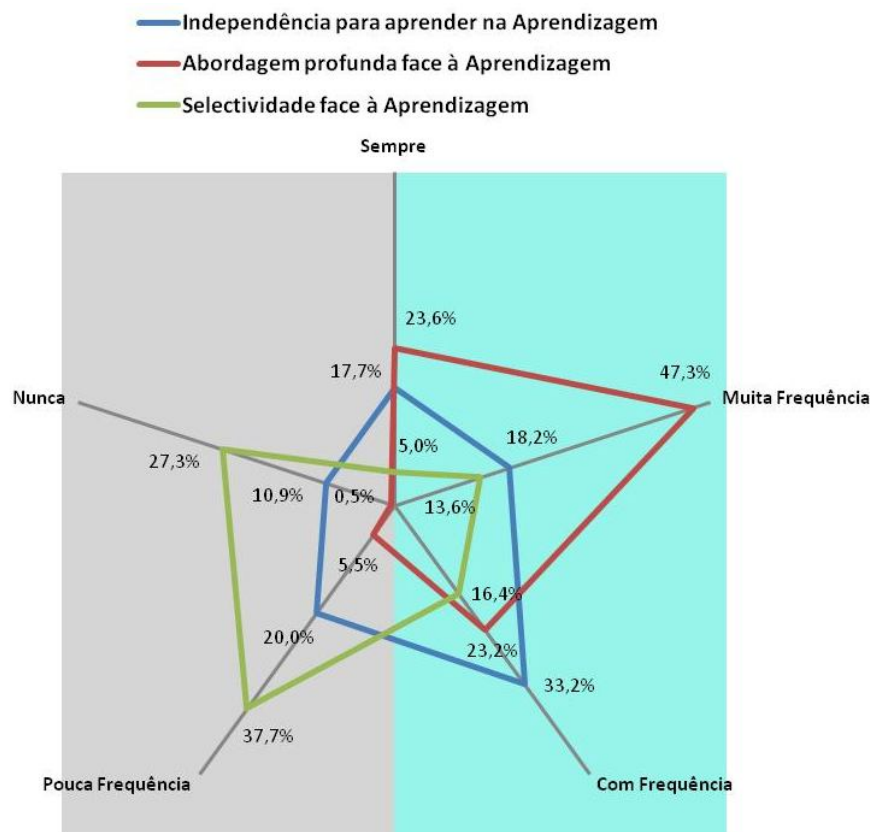 Independência para aprender na Aprendizagem
Abordagem profunda face à Aprendizagem
Selectividade face à Aprendizagem
Sempre
23,6%
17,7%
47,3%
Nunca
Muita Frequência
5,0%
18,2%
27,3%
10,9%
0,5%
13,6%
5,5%
16,4%
20,0%
23,2%
33,2%
37,7%
Pouca Frequência
Com Frequência